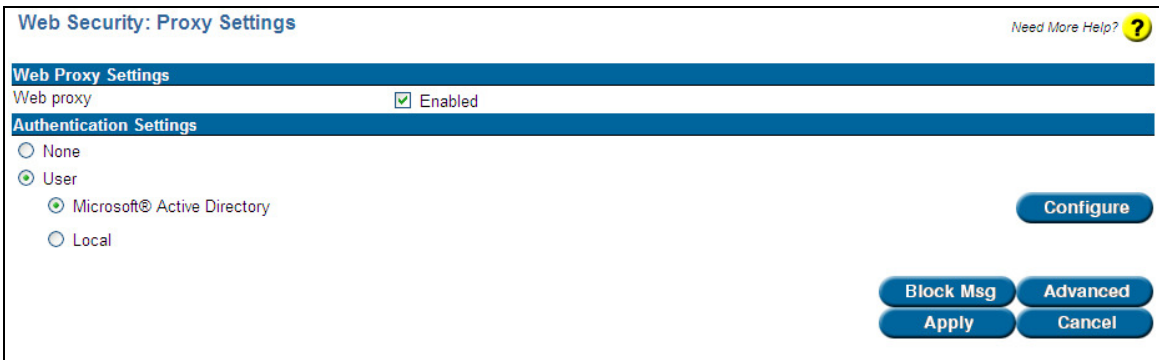 Web Security: Proxy Settings
Need More Help? ?
Web Proxy Settings
Web proxy
Enabled
Authentication Settings
None
User
Microsoft® Active Directory
Configure
Local
Block Msg
Advanced
Apply
Cancel